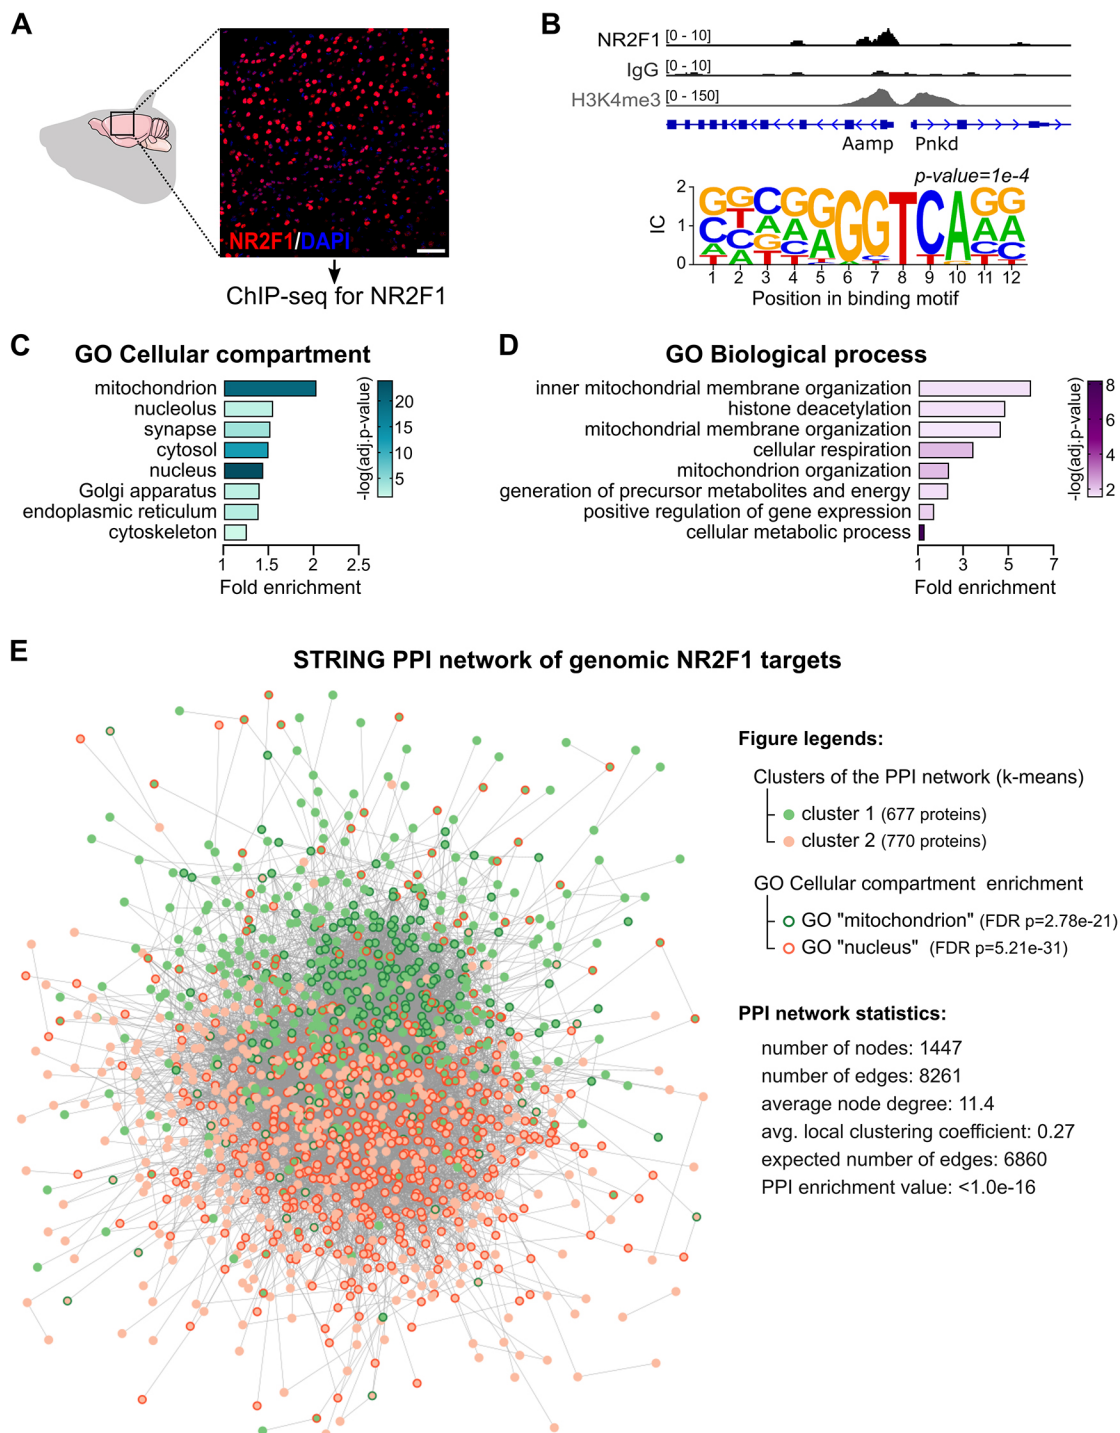 A
NR2F1/DAPI
ChIP-seq for NR2F1
B
NR2F1 [0 - 10]
IgG [0 - 10]
H3K4me3 [0 - 150]
Aamp Pnkd
p-value=1e-4
IC
2
1
0
G G C G G G G T C A G G
C T A A A A A
C G C C C
A A T T T T T C
1 2 3 4 5 6 7 8 9 10 11 12
Position in binding motif
C
GO Cellular compartment
mitochondrion
nucleolus
synapse
cytosol
nucleus
Golgi apparatus
endoplasmic reticulum
cytoskeleton
1 1.5 2 2.5
Fold enrichment
-log(adj.p-value)
20
15
10
5
D
GO Biological process
inner mitochondrial membrane organization
histone deacetylation
mitochondrial membrane organization
cellular respiration
mitochondrion organization
generation of precursor metabolites and energy
positive regulation of gene expression
cellular metabolic process
1 3 5 7
Fold enrichment
-log(adj.p-value)
8
6
4
2
E
STRING PPI network of genomic NR2F1 targets
Figure legends:
Clusters of the PPI network (k-means)
cluster 1 (677 proteins)
cluster 2 (770 proteins)
GO Cellular compartment enrichment
GO "mitochondrion" (FDR p=2.78e-21)
GO "nucleus" (FDR p=5.21e-31)
PPI network statistics:
number of nodes: 1447
number of edges: 8261
average node degree: 11.4
avg. local clustering coefficient: 0.27
expected number of edges: 6860
PPI enrichment value: <1.0e-16